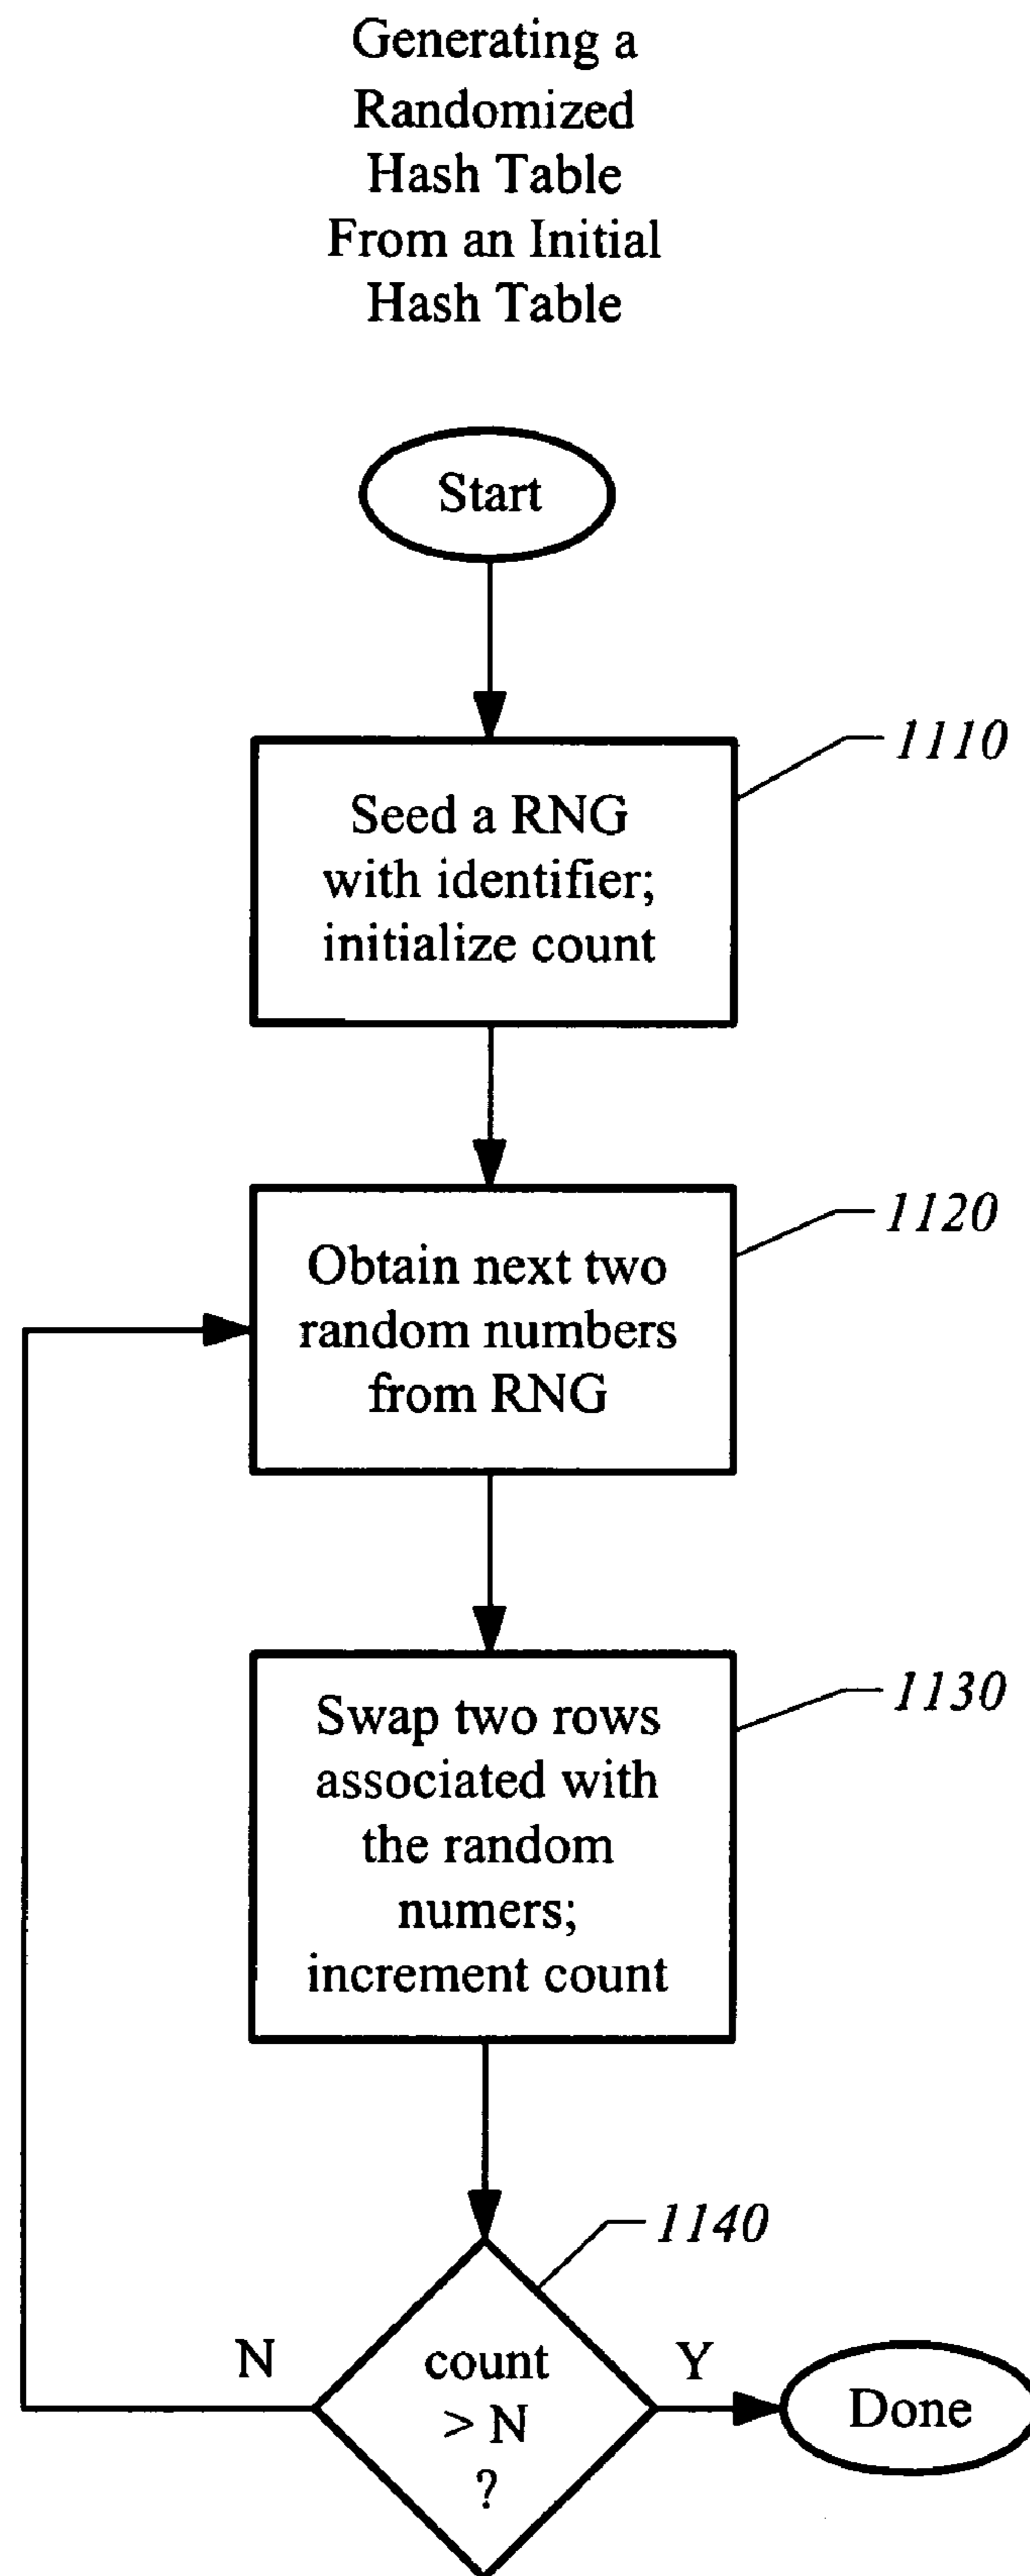 Generating a
Randomized
Hash Table
From an Initial
Hash Table
Start
1110
Seed a RNG
with identifier;
initialize count
1120
Obtain next two
random numbers
from RNG
1130
Swap two rows
associated with
the random
numers;
increment count
1140
N
count
> N
?
Y
Done